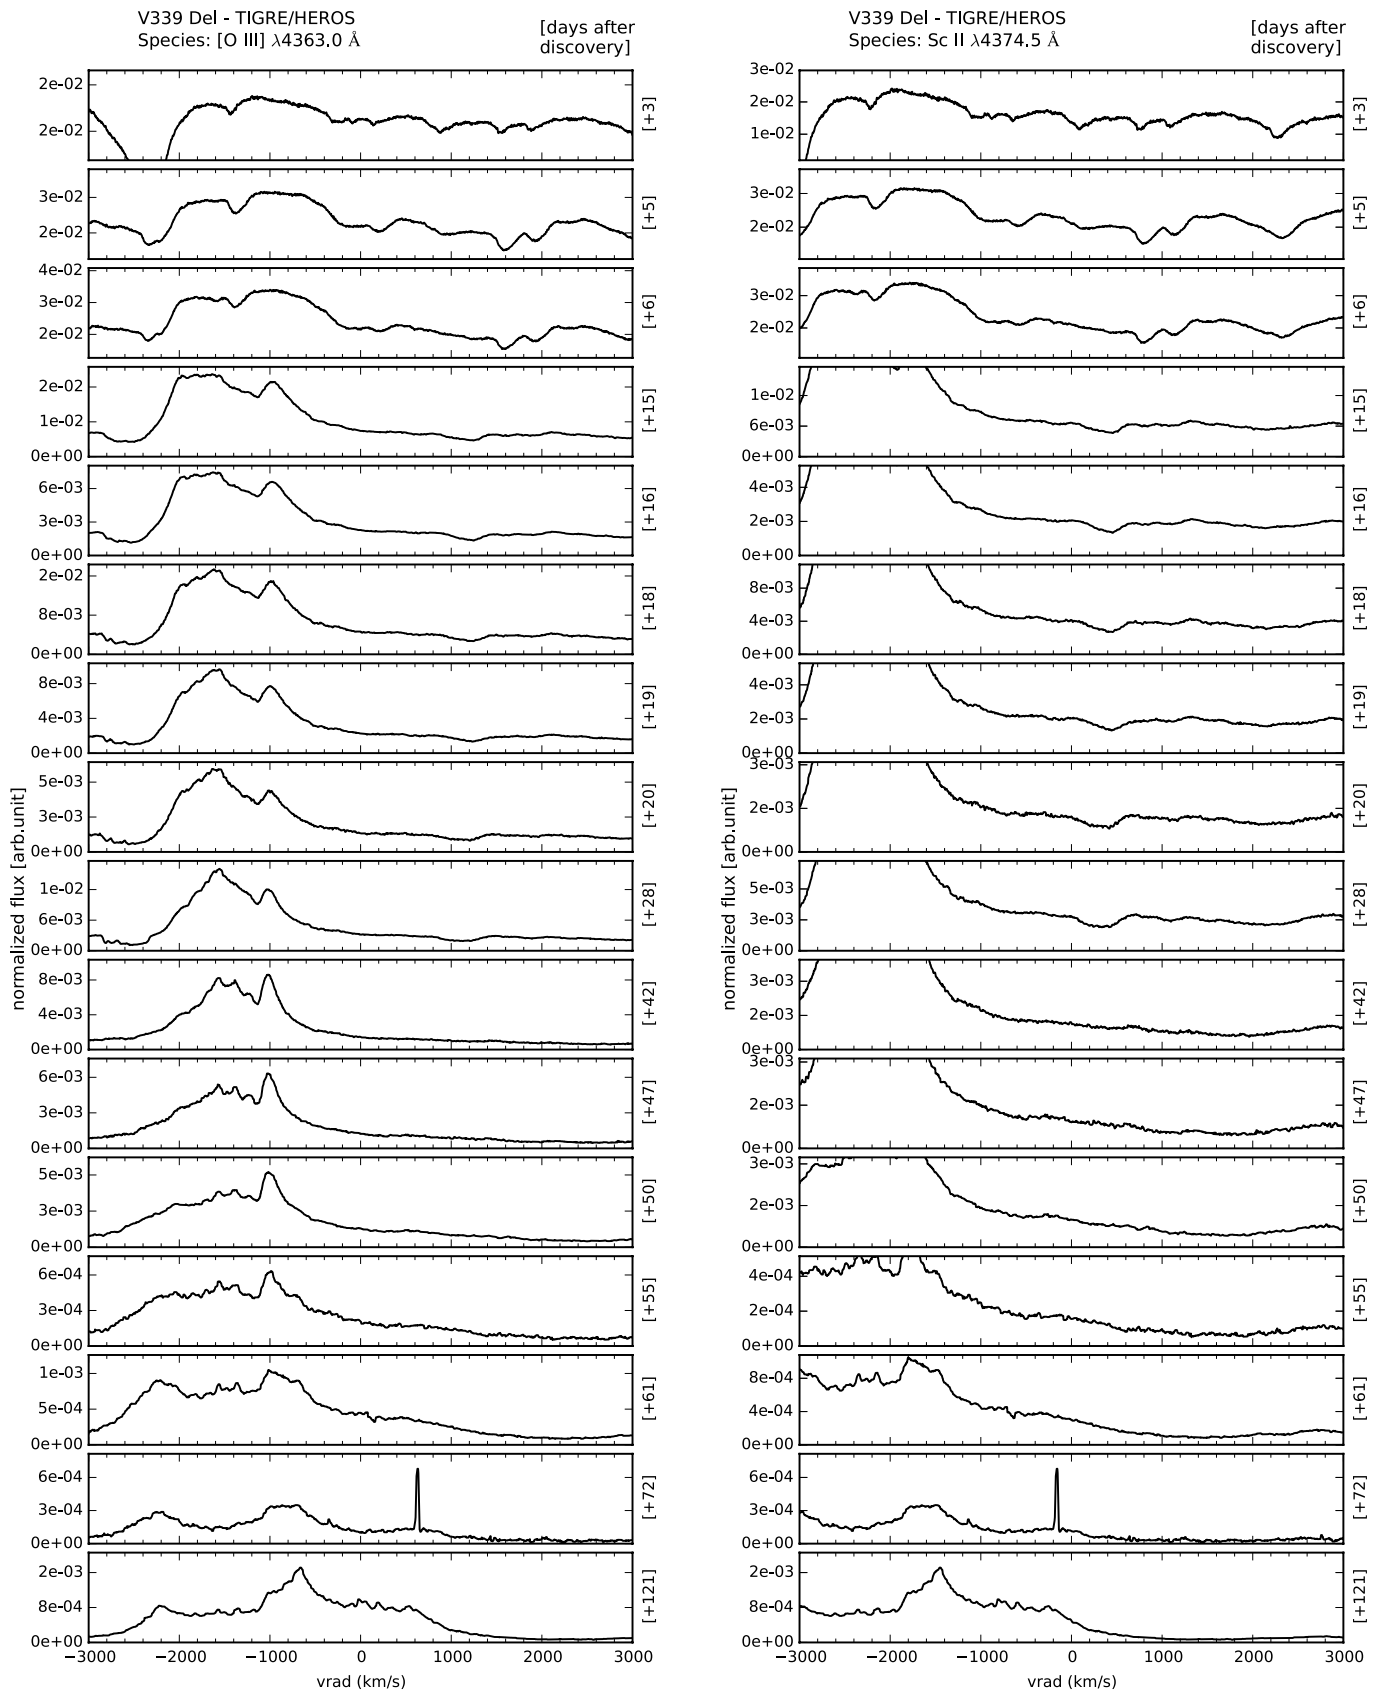 V339 Del - TIGRE/HEROS
Species: [O III] λ4363.0 Å
[days after
discovery]
2e-02
2e-02
[+3]
3e-02
2e-02
[+5]
4e-02
3e-02
2e-02
[+6]
2e-02
1e-02
0e+00
[+15]
6e-03
3e-03
0e+00
[+16]
2e-02
8e-03
0e+00
[+18]
8e-03
4e-03
0e+00
[+19]
5e-03
3e-03
0e+00
[+20]
1e-02
6e-03
0e+00
[+28]
8e-03
4e-03
0e+00
[+42]
6e-03
3e-03
0e+00
[+47]
5e-03
3e-03
0e+00
[+50]
6e-04
3e-04
0e+00
[+55]
1e-03
5e-04
0e+00
[+61]
6e-04
3e-04
0e+00
[+72]
2e-03
8e-04
0e+00
[+121]
−3000 −2000 −1000 0 1000 2000 3000
vrad (km/s)
normalized flux [arb.unit]
V339 Del - TIGRE/HEROS
Species: Sc II λ4374.5 Å
[days after
discovery]
3e-02
2e-02
1e-02
[+3]
3e-02
2e-02
[+5]
3e-02
2e-02
[+6]
1e-02
6e-03
0e+00
[+15]
4e-03
2e-03
0e+00
[+16]
8e-03
4e-03
0e+00
[+18]
4e-03
2e-03
0e+00
[+19]
3e-03
2e-03
0e+00
[+20]
5e-03
3e-03
0e+00
[+28]
3e-03
2e-03
0e+00
[+42]
3e-03
2e-03
0e+00
[+47]
3e-03
2e-03
0e+00
[+50]
4e-04
2e-04
0e+00
[+55]
8e-04
4e-04
0e+00
[+61]
6e-04
3e-04
0e+00
[+72]
2e-03
8e-04
0e+00
[+121]
−3000 −2000 −1000 0 1000 2000 3000
vrad (km/s)
normalized flux [arb.unit]